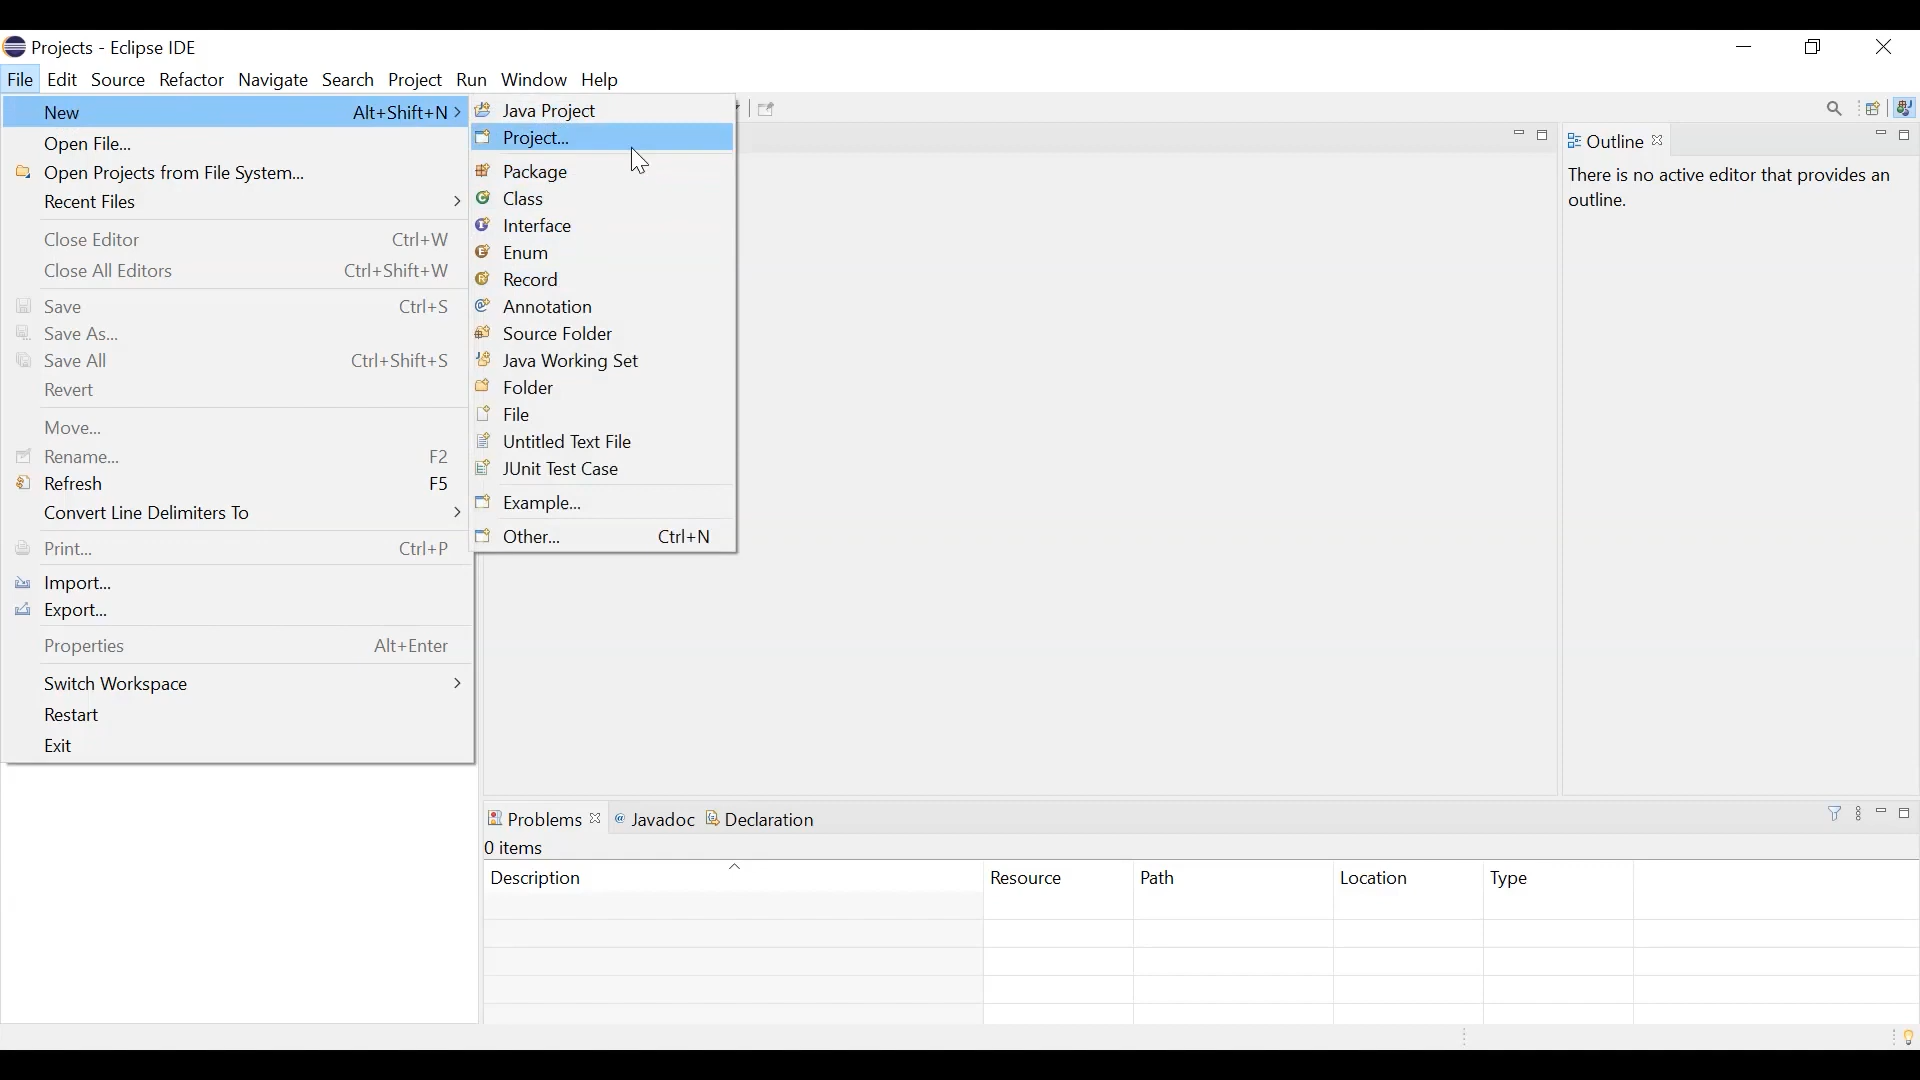 Projects - Eclipse IDE
File Edit Source Refactor Navigate Search Project Run Window Help
New Alt+Shift+N
Open File...
Open Projects from File System...
Recent Files
Close Editor Ctrl+W
Close All Editors Ctrl+Shift+W
Save Ctrl+S
Save As...
Save All Ctrl+Shift+S
Revert
Move...
Rename... F2
Refresh F5
Convert Line Delimiters To
Print... Ctrl+P
Import...
Export...
Properties Alt+Enter
Switch Workspace
Restart
Exit
Java Project
Project...
Package
Class
Interface
Enum
Record
Annotation
Source Folder
Java Working Set
Folder
File
Untitled Text File
JUnit Test Case
Example...
Other... Ctrl+N
Outline
There is no active editor that provides an
outline.
Problems Javadoc Declaration
0 items
Description Resource Path Location Type